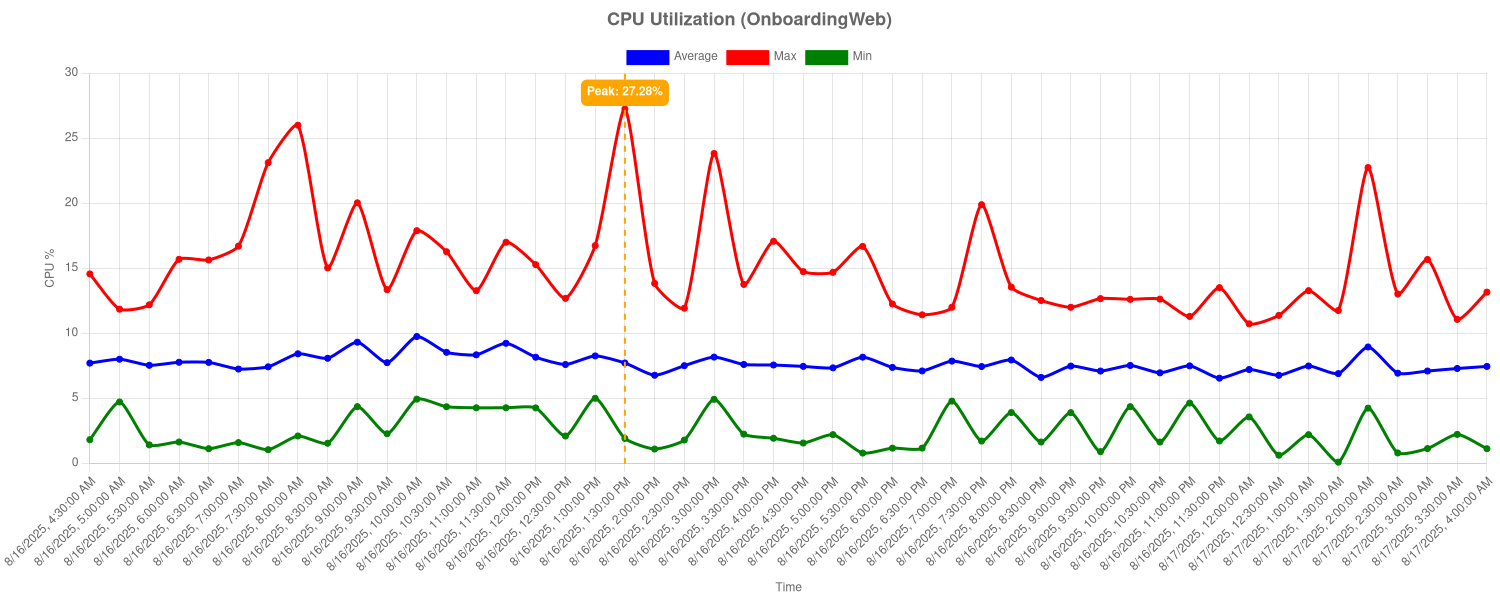 CPU Utilization (OnboardingWeb)
Average Max Min
Peak: 27.28%
30
25
20
15
10
5
0
CPU %
8/16/2025, 4:30:00 AM
8/16/2025, 5:00:00 AM
8/16/2025, 5:30:00 AM
8/16/2025, 6:00:00 AM
8/16/2025, 6:30:00 AM
8/16/2025, 7:00:00 AM
8/16/2025, 7:30:00 AM
8/16/2025, 8:00:00 AM
8/16/2025, 8:30:00 AM
8/16/2025, 9:00:00 AM
8/16/2025, 9:30:00 AM
8/16/2025, 10:00:00 AM
8/16/2025, 10:30:00 AM
8/16/2025, 11:00:00 AM
8/16/2025, 11:30:00 AM
8/16/2025, 12:00:00 PM
8/16/2025, 12:30:00 PM
8/16/2025, 1:00:00 PM
8/16/2025, 1:30:00 PM
8/16/2025, 2:00:00 PM
8/16/2025, 2:30:00 PM
8/16/2025, 3:00:00 PM
8/16/2025, 3:30:00 PM
8/16/2025, 4:00:00 PM
8/16/2025, 4:30:00 PM
8/16/2025, 5:00:00 PM
8/16/2025, 5:30:00 PM
8/16/2025, 6:00:00 PM
8/16/2025, 6:30:00 PM
8/16/2025, 7:00:00 PM
8/16/2025, 7:30:00 PM
8/16/2025, 8:00:00 PM
8/16/2025, 8:30:00 PM
8/16/2025, 9:00:00 PM
8/16/2025, 9:30:00 PM
8/16/2025, 10:00:00 PM
8/16/2025, 10:30:00 PM
8/16/2025, 11:00:00 PM
8/16/2025, 11:30:00 PM
8/17/2025, 12:00:00 AM
8/17/2025, 12:30:00 AM
8/17/2025, 1:00:00 AM
8/17/2025, 1:30:00 AM
8/17/2025, 2:00:00 AM
8/17/2025, 2:30:00 AM
8/17/2025, 3:00:00 AM
8/17/2025, 3:30:00 AM
8/17/2025, 4:00:00 AM
Time